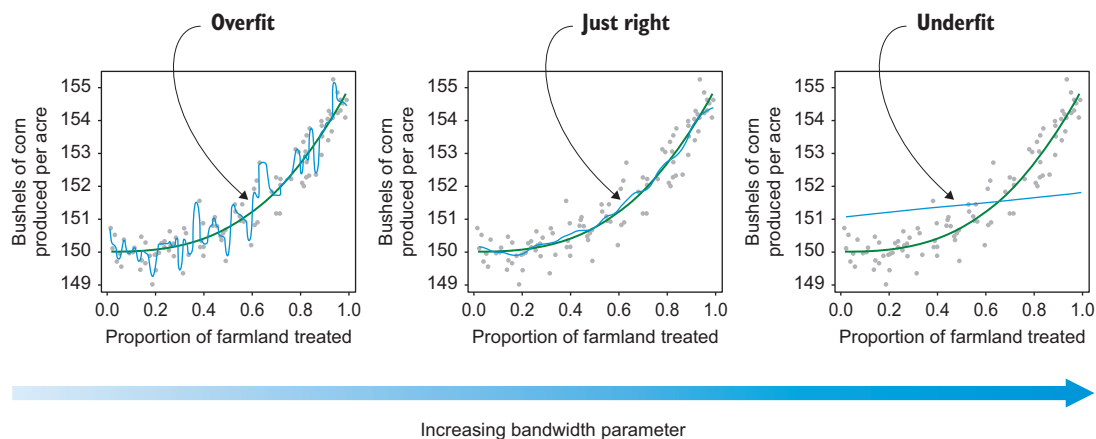 Overfit
Just right
Underfit
155
154
153
152
151
150
149
Bushels of corn
produced per acre
0.0 0.2 0.4 0.6 0.8 1.0
Proportion of farmland treated
155
154
153
152
151
150
149
Bushels of corn
produced per acre
0.0 0.2 0.4 0.6 0.8 1.0
Proportion of farmland treated
155
154
153
152
151
150
149
Bushels of corn
produced per acre
0.0 0.2 0.4 0.6 0.8 1.0
Proportion of farmland treated
Increasing bandwidth parameter